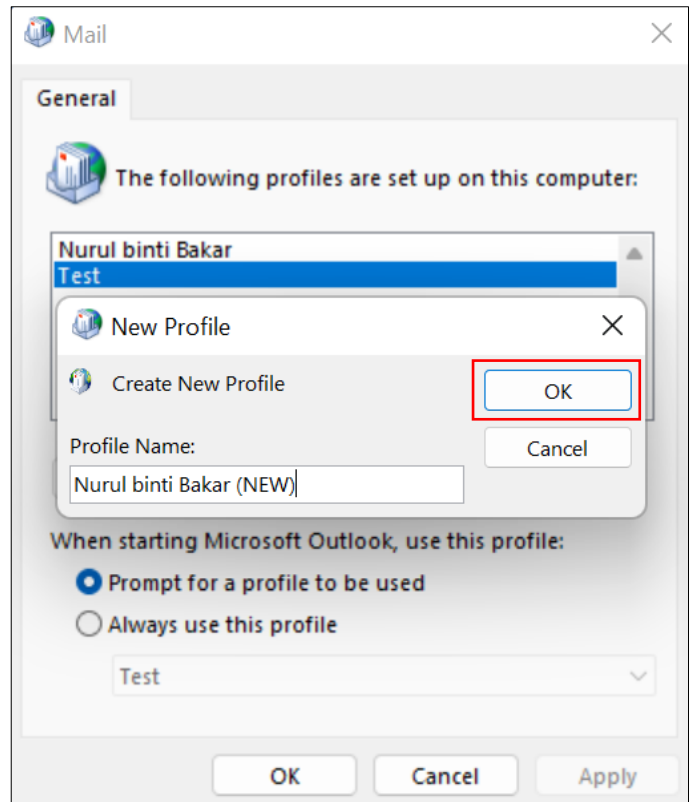 Mail
General
The following profiles are set up on this computer:
Nurul binti Bakar
Test
New Profile
Create New Profile
OK
Profile Name:
Cancel
Nurul binti Bakar (NEW)
When starting Microsoft Outlook, use this profile:
Prompt for a profile to be used
Always use this profile
Test
OK Cancel Apply